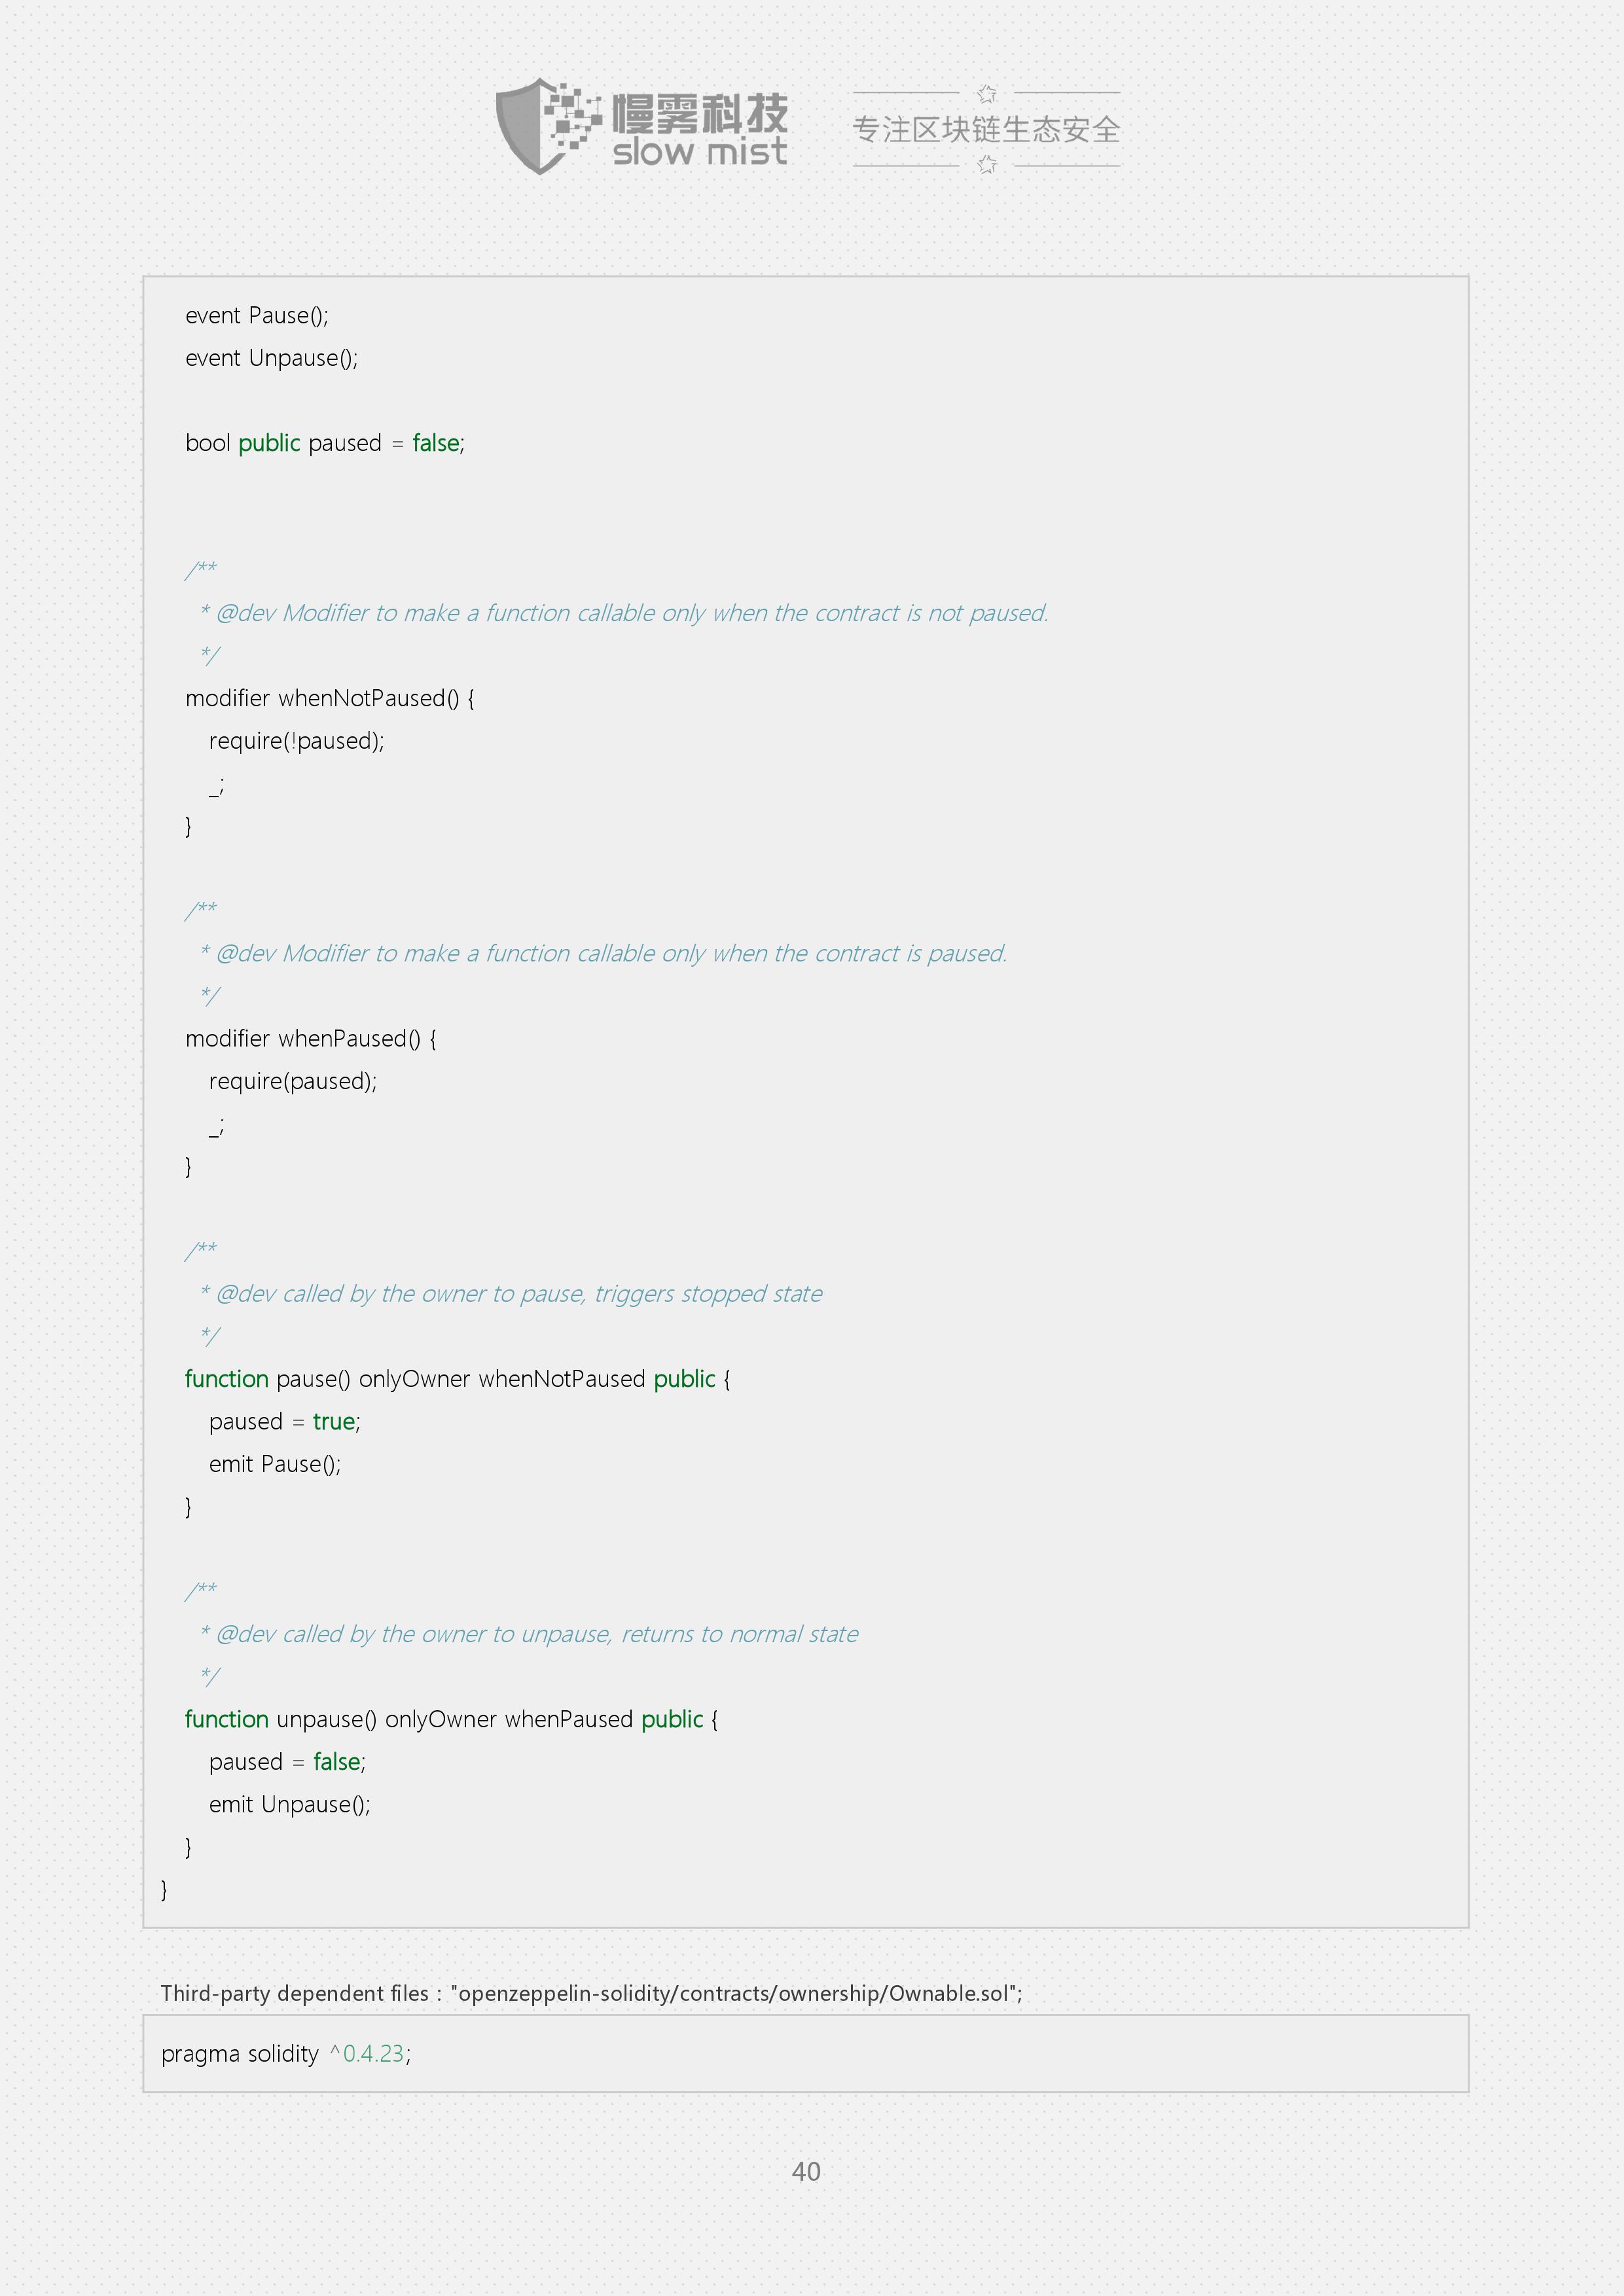 慢雾科技
slow mist
专注区块链生态安全
event Pause();
event Unpause();
bool public paused = false;
/**
* @dev Modifier to make a function callable only when the contract is not paused.
*/
modifier whenNotPaused() {
require(!paused);
_;
}
/**
* @dev Modifier to make a function callable only when the contract is paused.
*/
modifier whenPaused() {
require(paused);
_;
}
/**
* @dev called by the owner to pause, triggers stopped state
*/
function pause() onlyOwner whenNotPaused public {
paused = true;
emit Pause();
}
/**
* @dev called by the owner to unpause, returns to normal state
*/
function unpause() onlyOwner whenPaused public {
paused = false;
emit Unpause();
}
}
Third-party dependent files : "openzeppelin-solidity/contracts/ownership/Ownable.sol";
pragma solidity ^0.4.23;
40